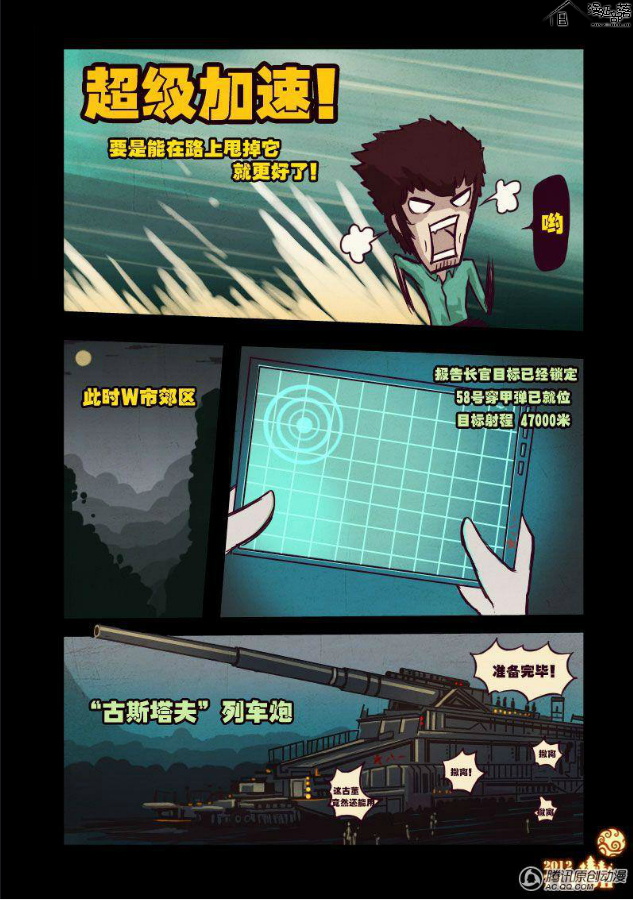 漫畫部落
超级加速！
要是能在路上甩掉它
就更好了！
哟
此时W市郊区
报告长官目标已经锁定
58号穿甲弹已就位
目标射程 47000米
准备完毕！
“古斯塔夫”列车炮
撤离
撤离！
这古董
竟然还能用
撤离
2012
腾讯原创动漫
AC.QQ.COM